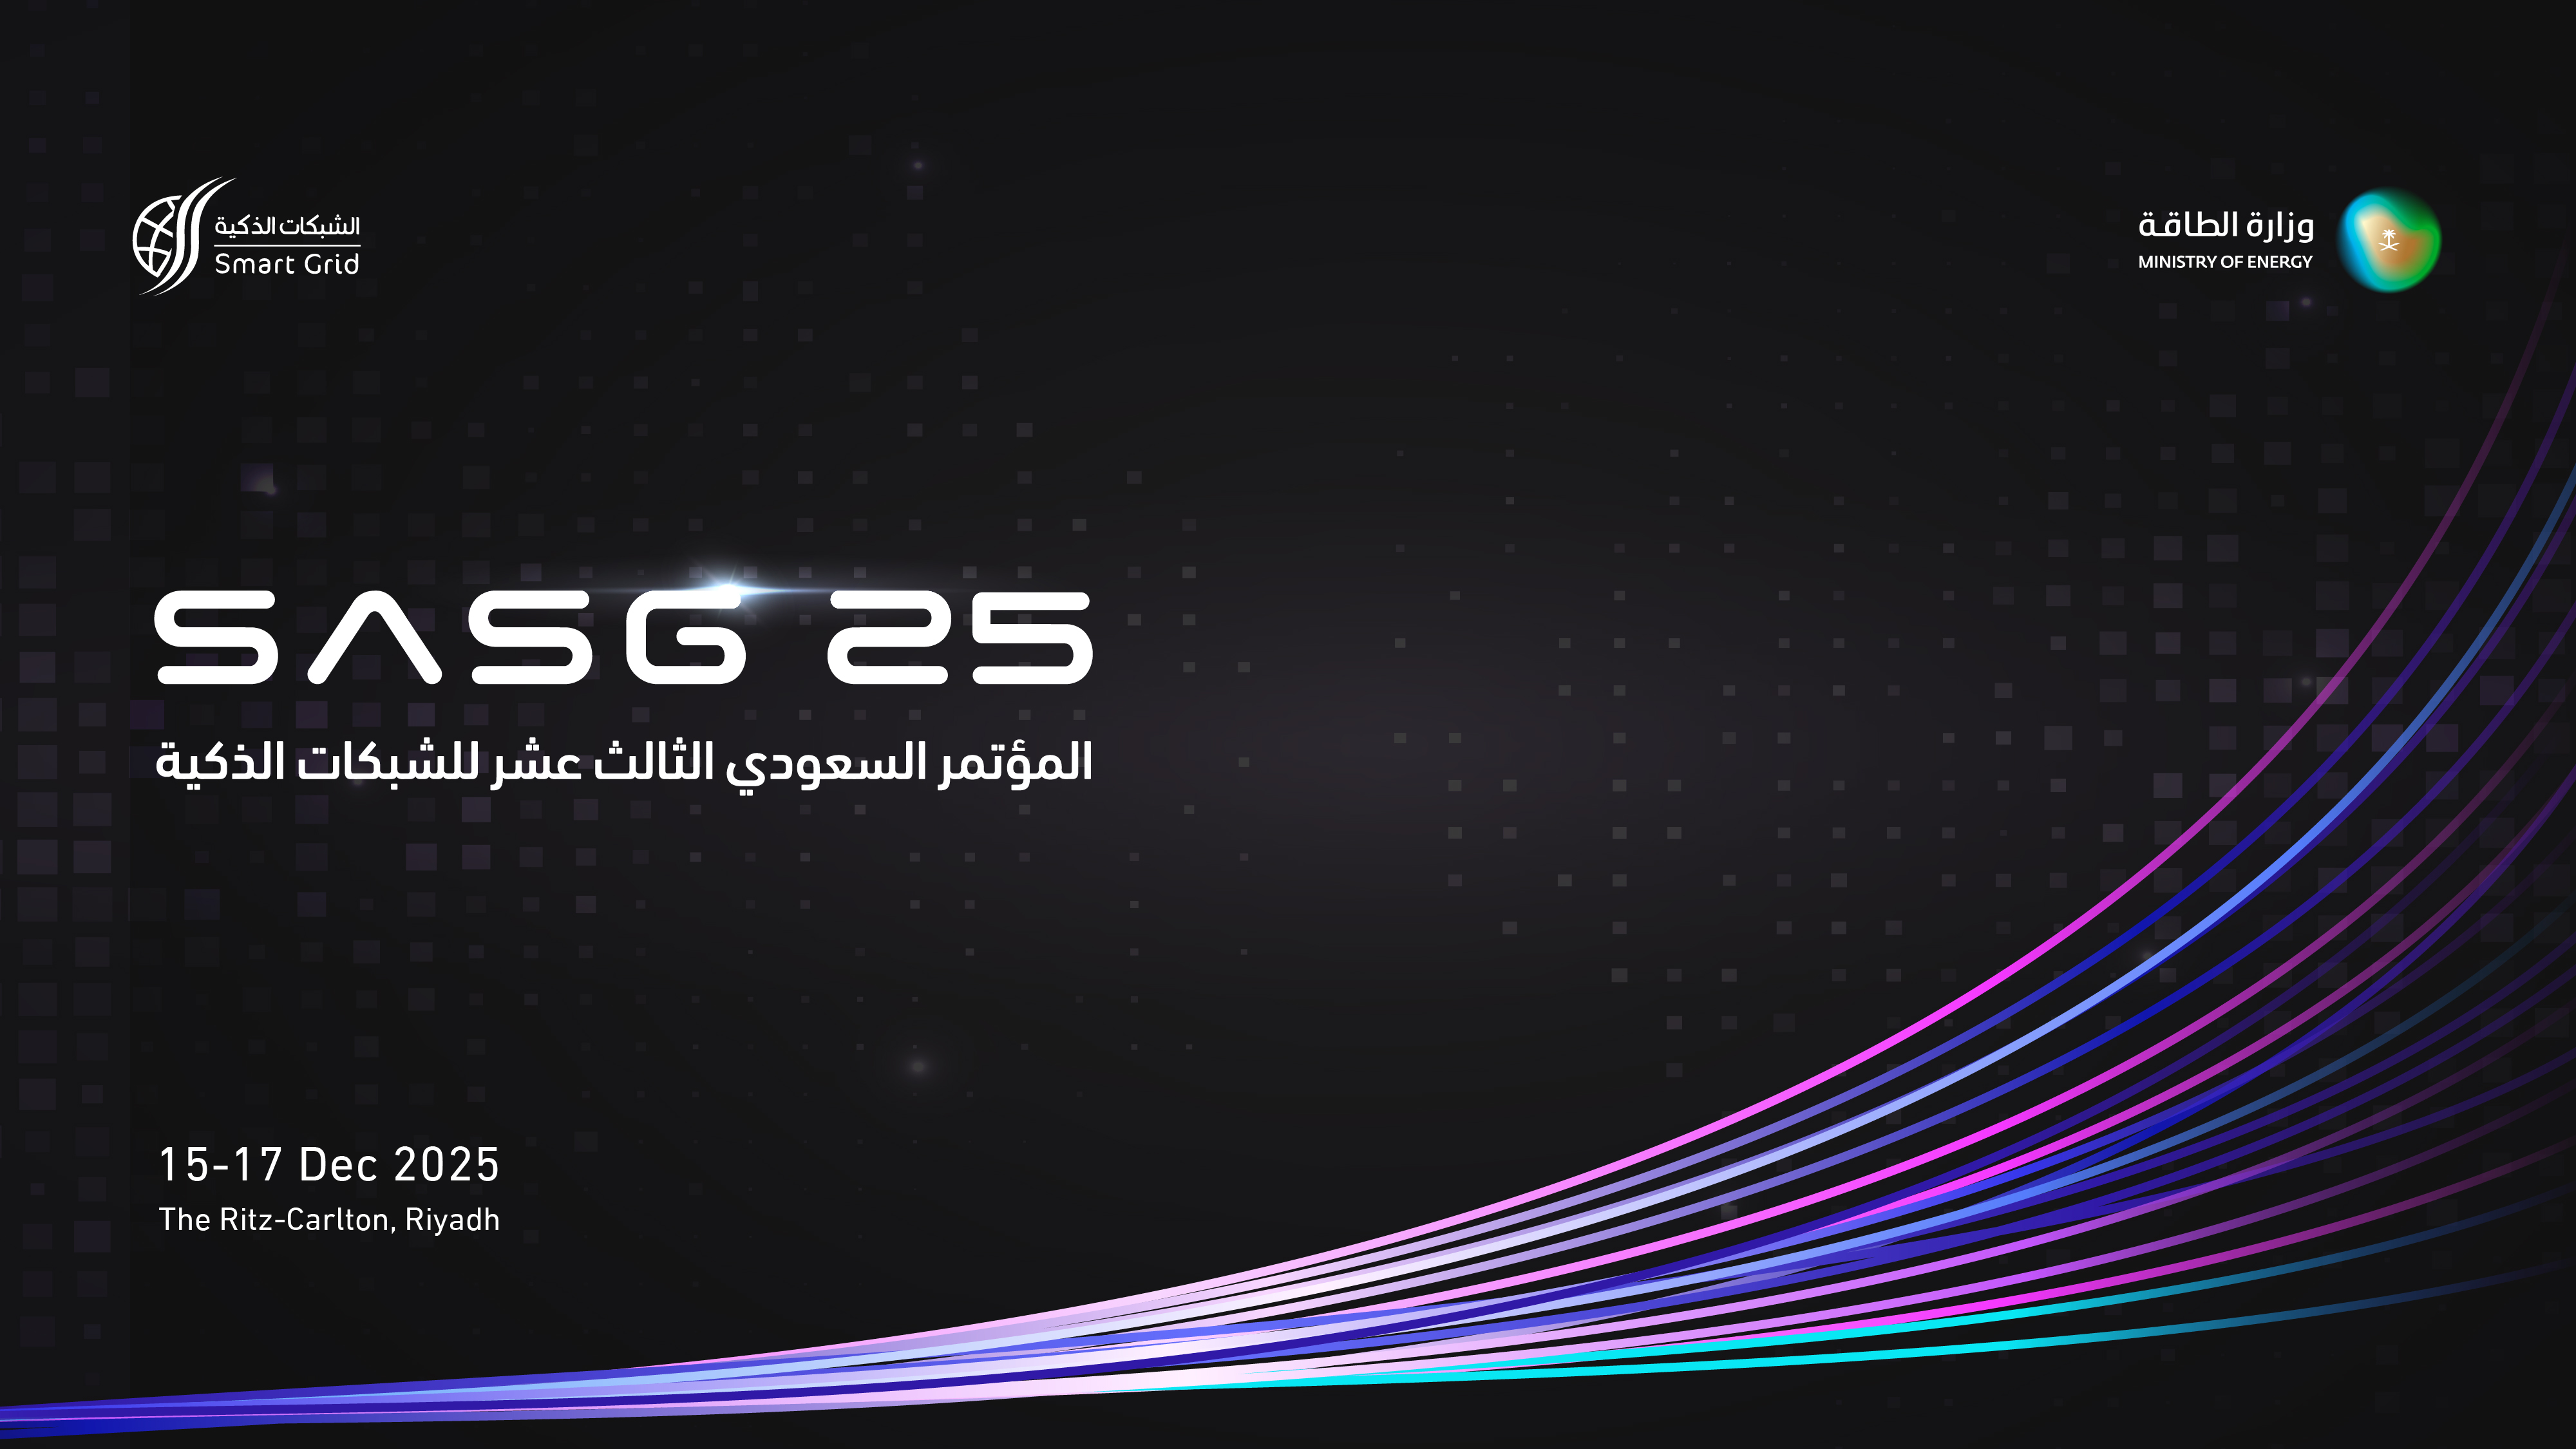 الشبكات الذكية
Smart Grid
وزارة الطاقة
MINISTRY OF ENERGY
SASG 25
المؤتمر السعودي الثالث عشر للشبكات الذكية
15-17 Dec 2025
The Ritz-Carlton, Riyadh